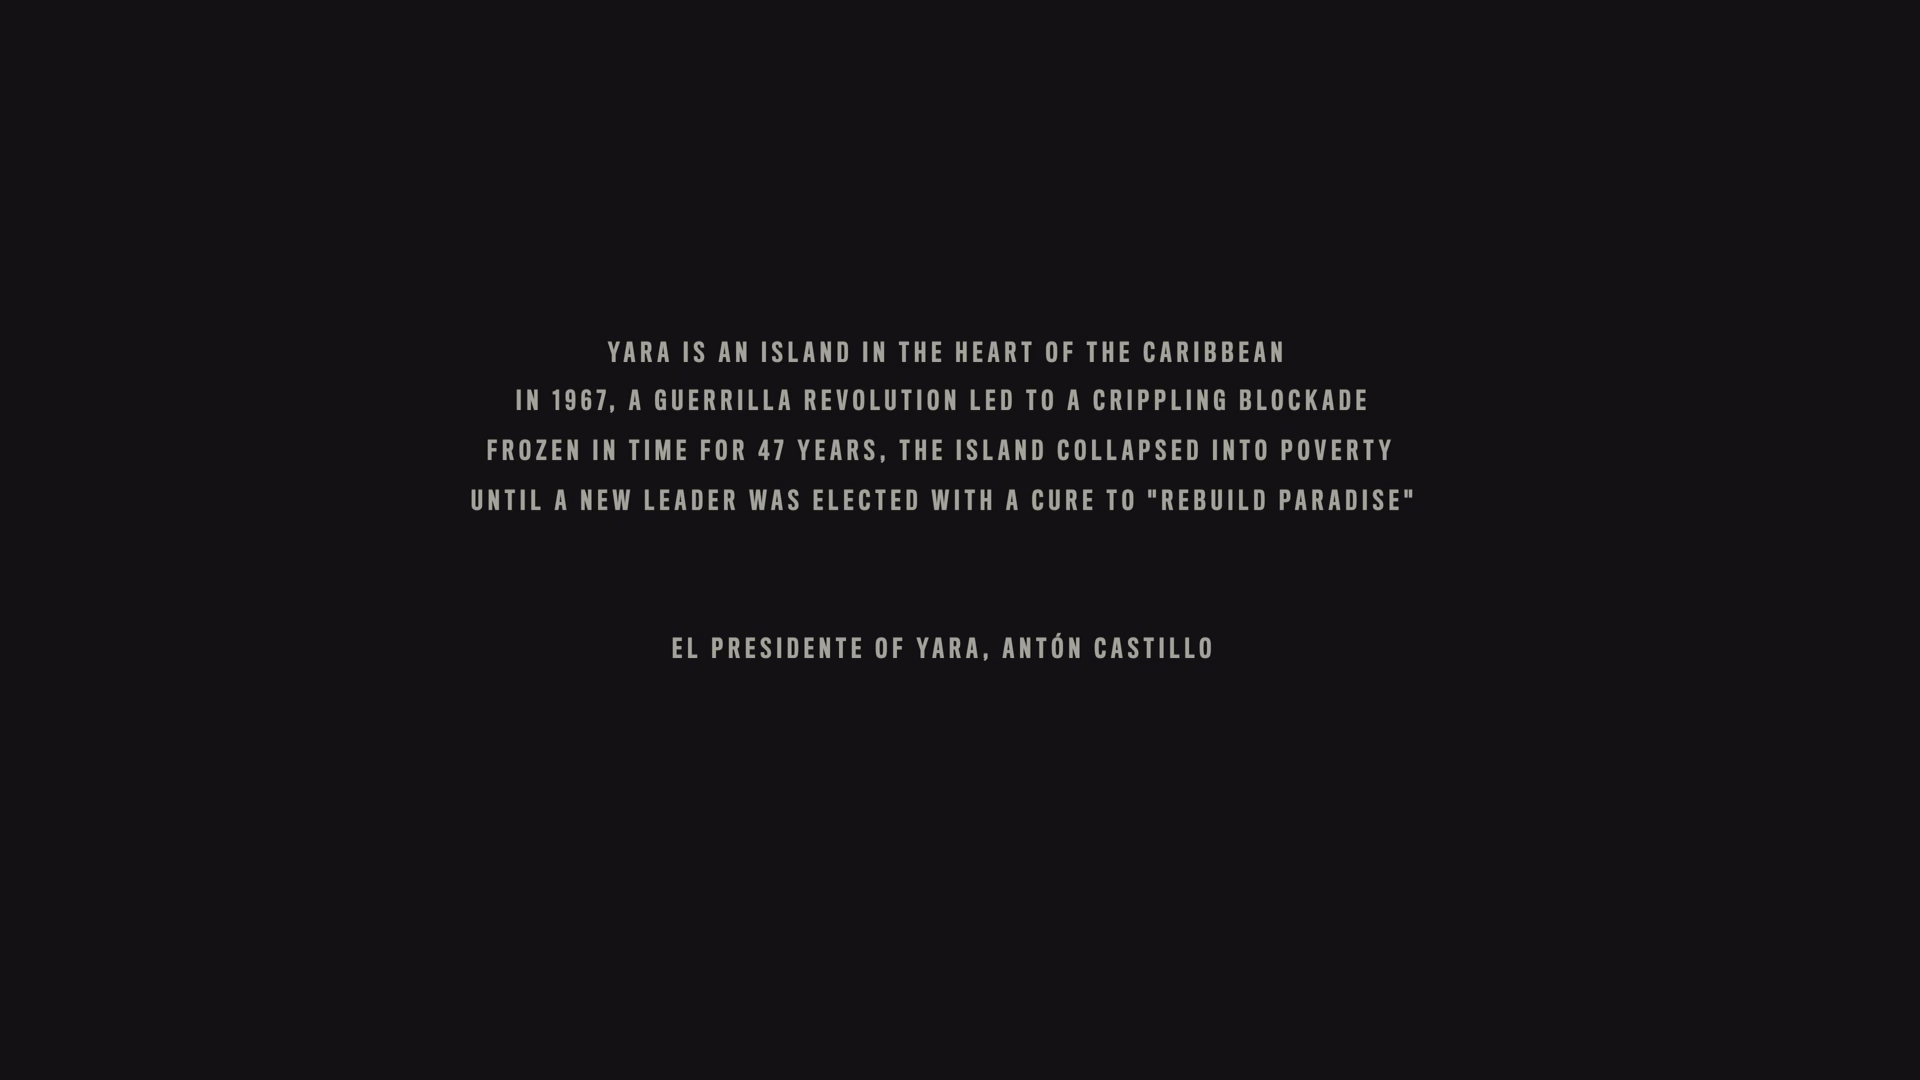 YARA IS AN ISLAND IN THE HEART OF THE CARIBBEAN
IN 1967, A GUERRILLA REVOLUTION LED TO A CRIPPLING BLOCKADE
FROZEN IN TIME FOR 47 YEARS, THE ISLAND COLLAPSED INTO POVERTY
UNTIL A NEW LEADER WAS ELECTED WITH A CURE TO "REBUILD PARADISE"
EL PRESIDENTE OF YARA, ANTÓN CASTILLO